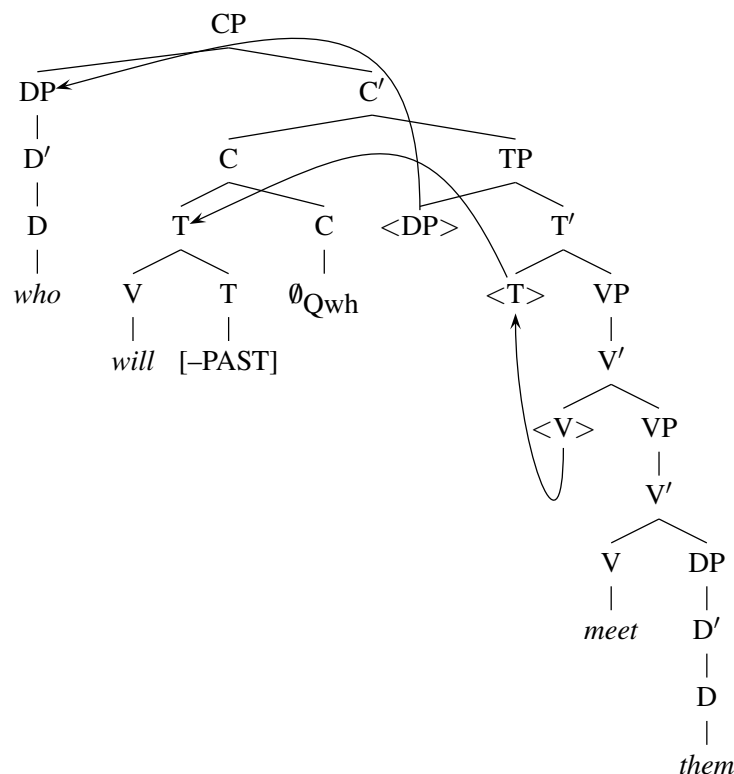 CP
DP C′
D′ C TP
D T C <DP> T′
who V T ∅Qwh <T> VP
will [–PAST] V′
<V> VP
V′
V DP
meet D′
D
them